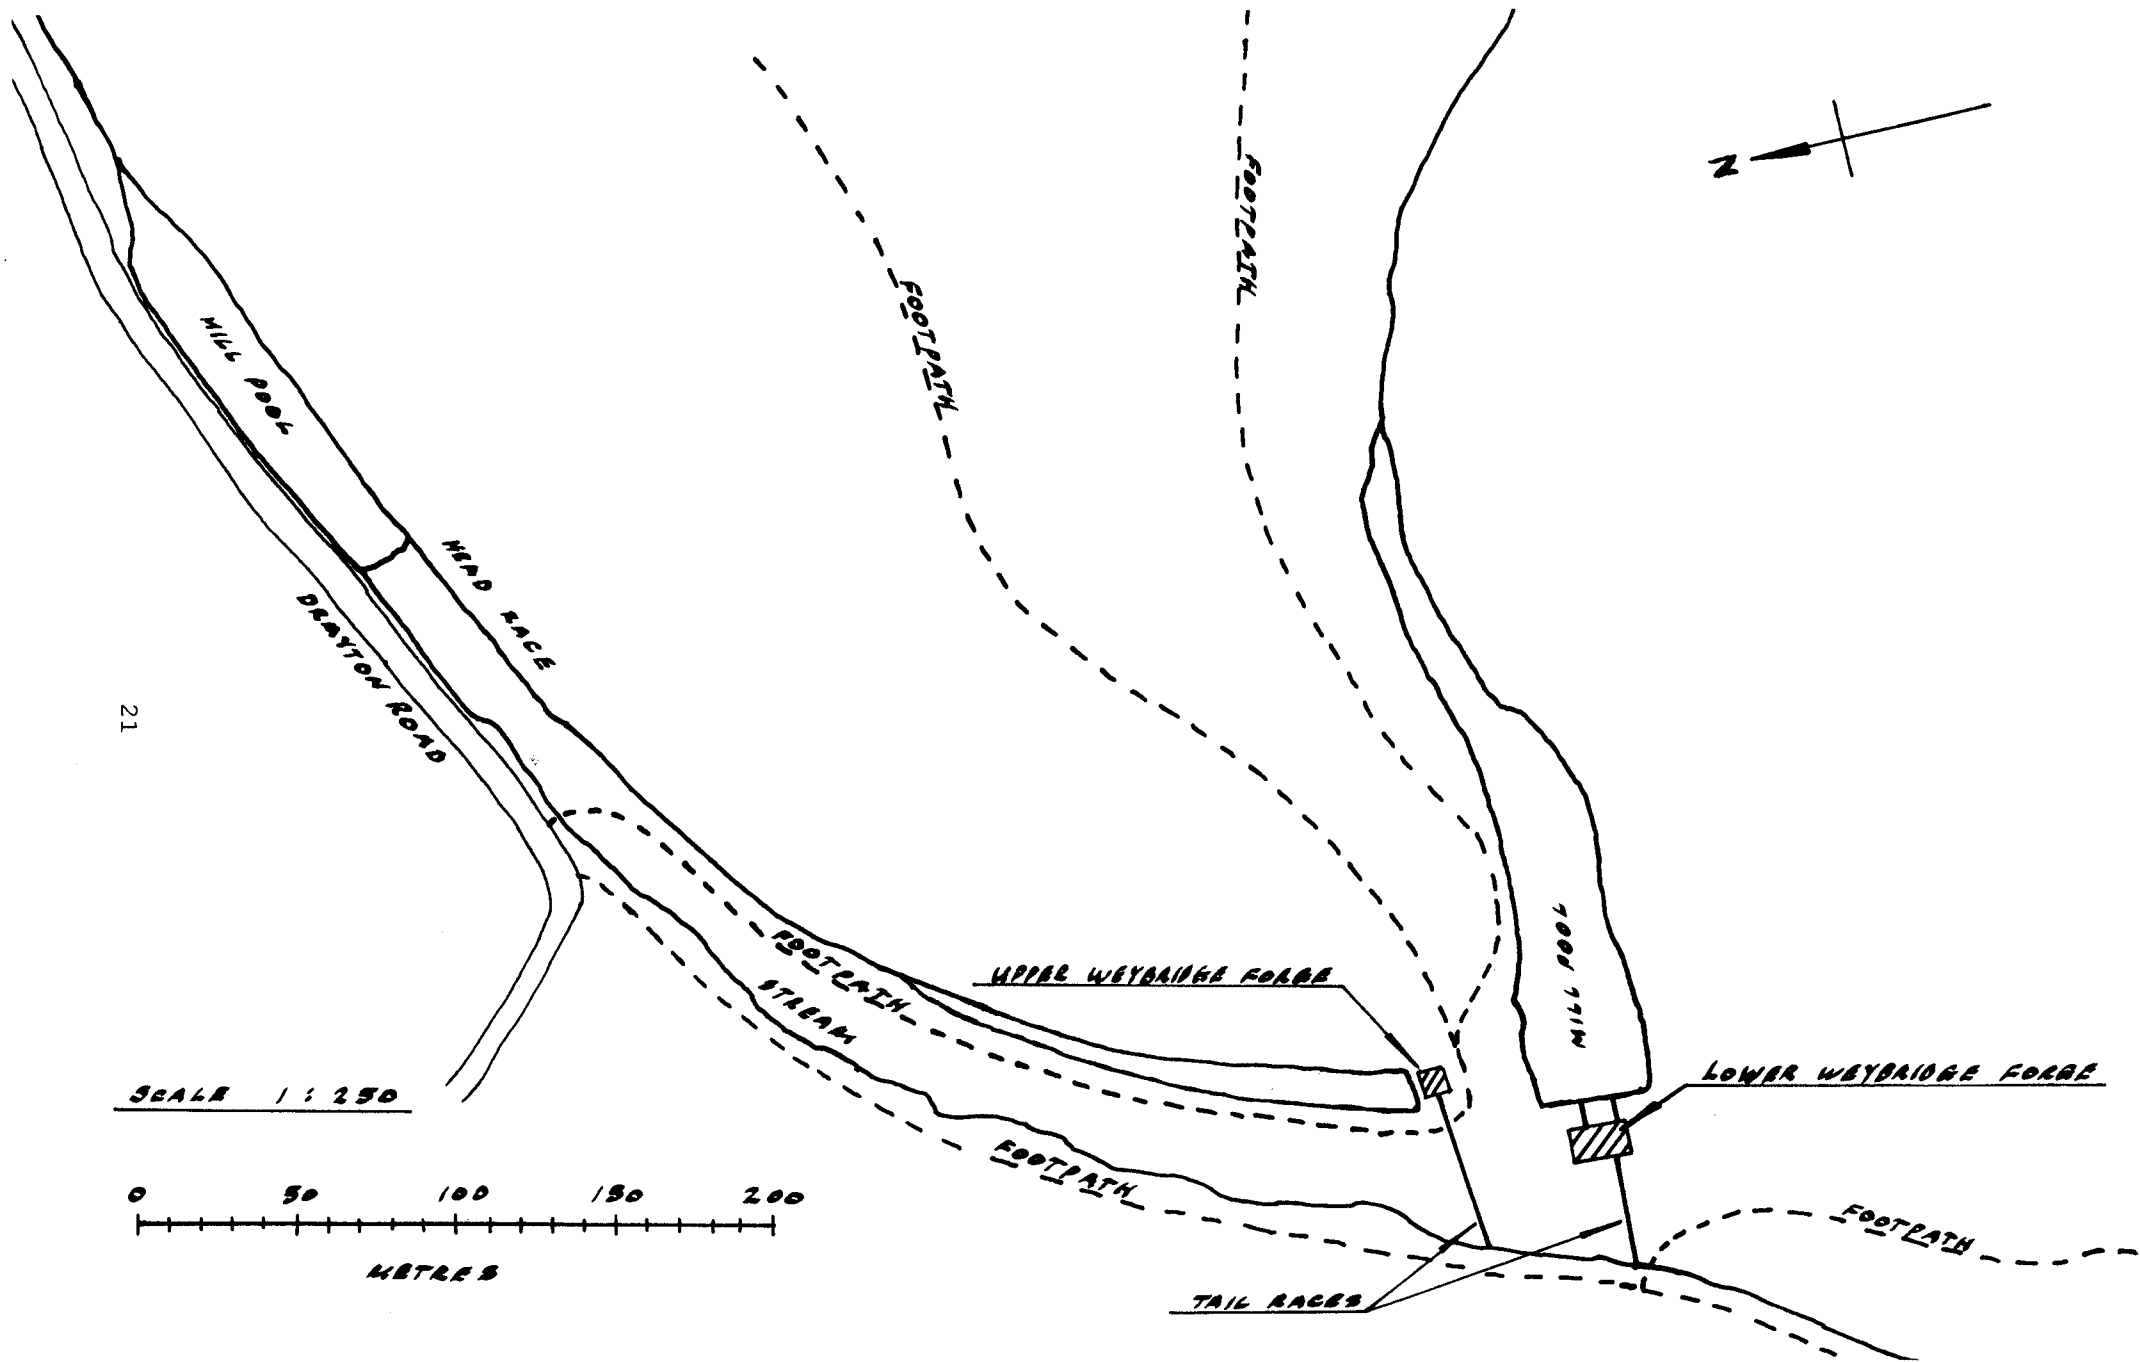 N
FOOTPATH
FOOTPATH
MILL POOL
HEAD RACE
DRAYTON ROAD
21
FOOTPATH
STREAM
UPPER WEYBRIDGE FORGE
MILL POOL
LOWER WEYBRIDGE FORGE
SCALE 1 : 250
FOOTPATH
FOOTPATH
0 50 100 150 200
METRES
TAIL RACES